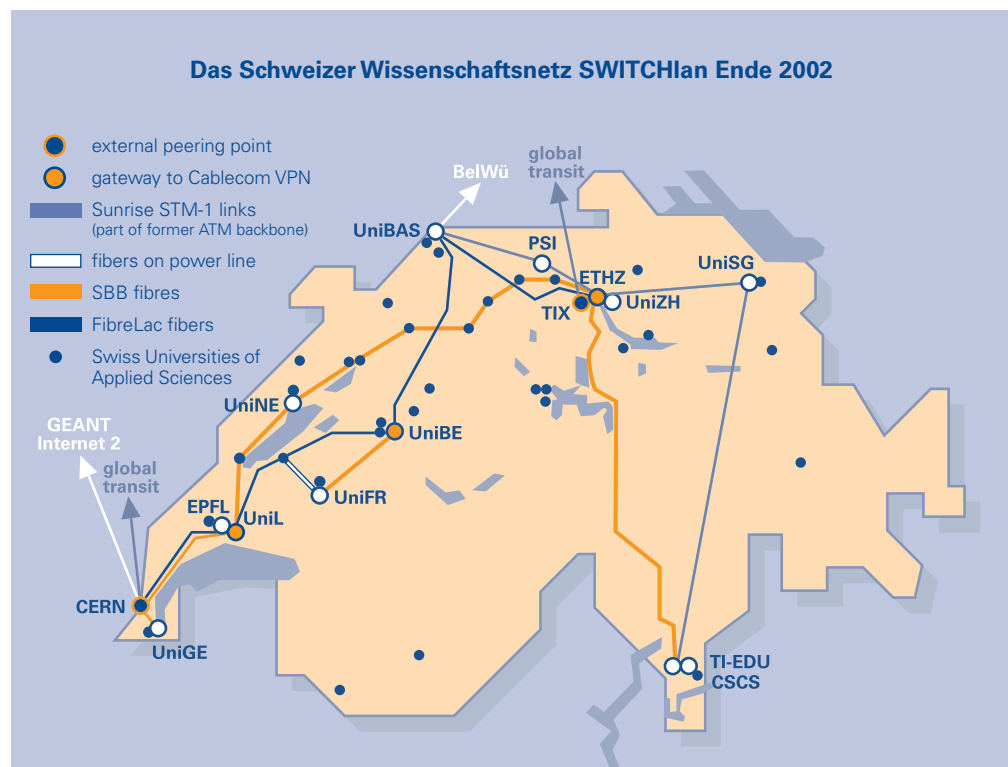 Das Schweizer Wissenschaftsnetz SWITCHlan Ende 2002
external peering point
gateway to Cablecom VPN
Sunrise STM-1 links
(part of former ATM backbone)
fibers on power line
SBB fibres
FibreLac fibers
Swiss Universities of
Applied Sciences
BelWü
global
transit
UniBAS
PSI
ETHZ
UniSG
TIX
UniZH
UniNE
GEANT
Internet 2
UniBE
global
transit
UniFR
EPFL
UniL
CERN
UniGE
TI-EDU
CSCS